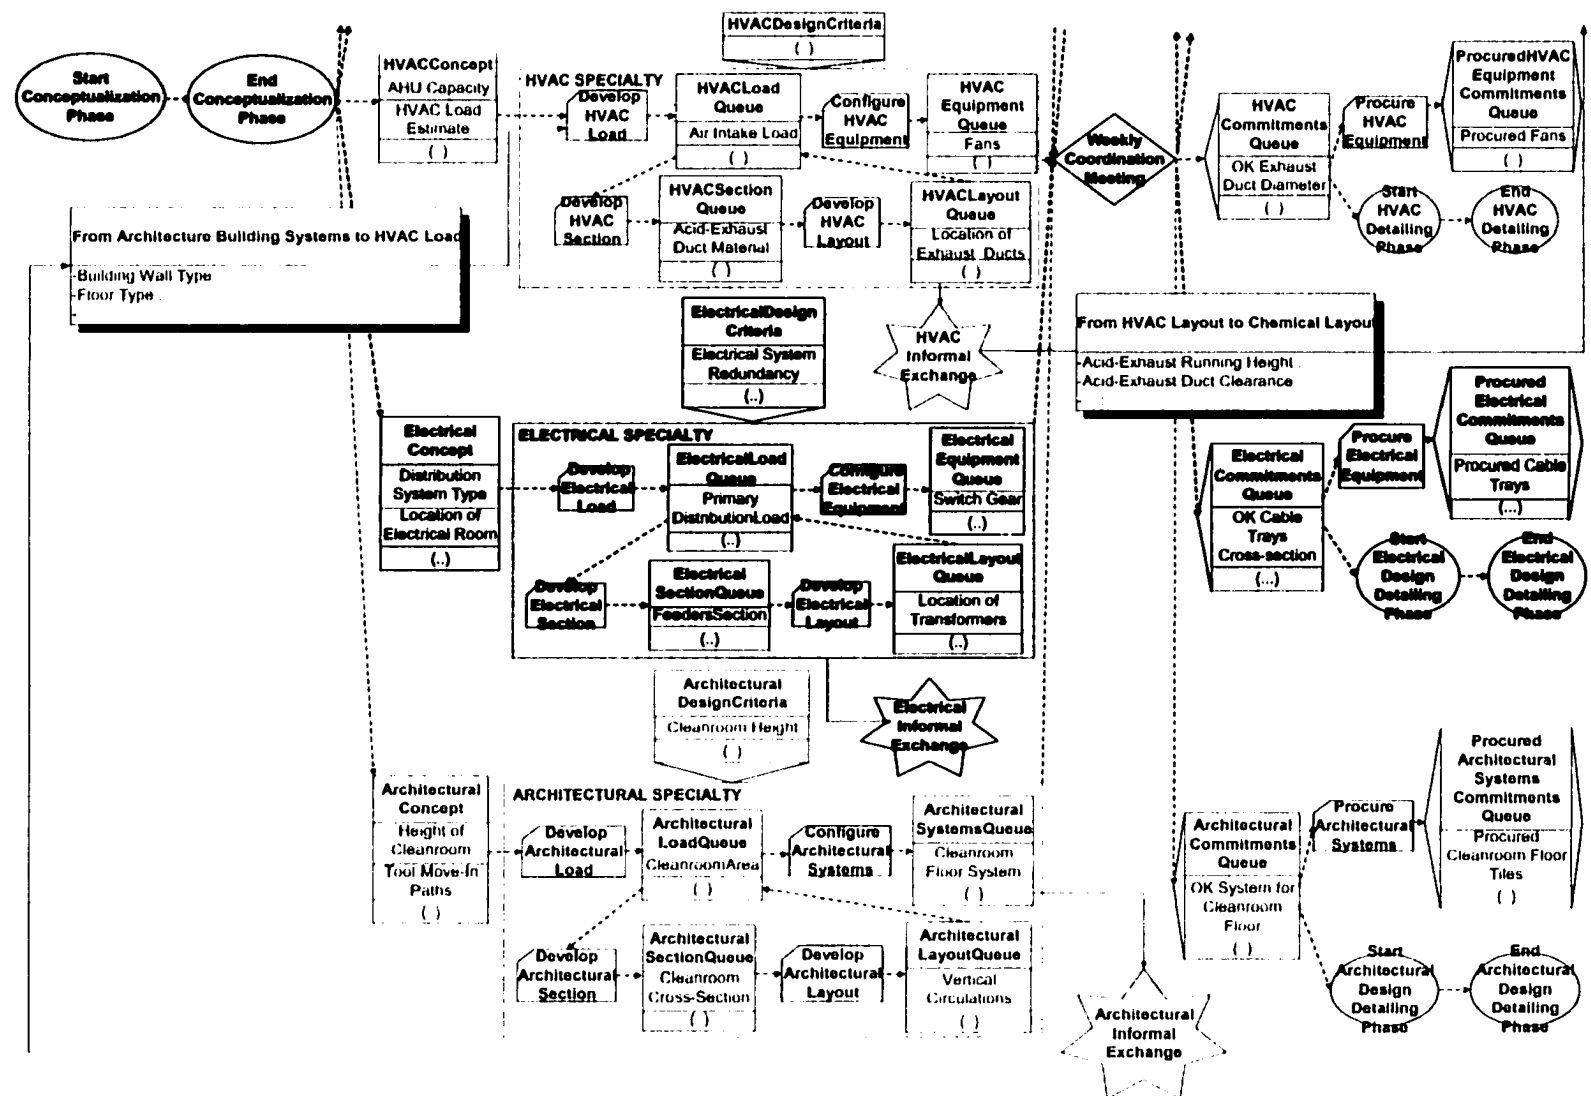 Start
Conceptualization
Phase
End
Conceptualization
Phase
HVACConcept
AHU Capacity
HVAC Load
Estimate
( )
HVACDesignCriteria
( )
HVAC SPECIALTY
Develop
HVAC
Load
HVACLoad
Queue
Air Intake Load
( )
Configure
HVAC
Equipment
HVAC
Equipment
Queue
Fans
( )
Develop
HVAC
Section
HVACSection
Queue
Acid-Exhaust
Duct Material
( )
Develop
HVAC
Layout
HVACLayout
Queue
Location of
Exhaust Ducts
( )
Weekly
Coordination
Meeting
HVAC
Commitments
Queue
OK Exhaust
Duct Diameter
( )
Procure
HVAC
Equipment
ProcuredHVAC
Equipment
Commitments
Queue
Procured Fans
( )
Start
HVAC
Detailing
Phase
End
HVAC
Detailing
Phase
From Architecture Building Systems to HVAC Load
-Building Wall Type
-Floor Type
HVAC
Informal
Exchange
From HVAC Layout to Chemical Layout
-Acid-Exhaust Running Height
-Acid-Exhaust Duct Clearance
ElectricalDesign
Criteria
Electrical System
Redundancy
(..)
Electrical
Concept
Distribution
System Type
Location of
Electrical Room
(..)
ELECTRICAL SPECIALTY
Develop
Electrical
Load
ElectricalLoad
Queue
Primary
DistributionLoad
(..)
Configure
Electrical
Equipment
Electrical
Equipment
Queue
Switch Gear
(..)
Develop
Electrical
Section
Electrical
SectionQueue
FeedersSection
(..)
Develop
Electrical
Layout
ElectricalLayout
Queue
Location of
Transformers
(..)
Electrical
Commitments
Queue
OK Cable
Trays
Cross-section
(...)
Procure
Electrical
Equipment
Procured
Electrical
Commitments
Queue
Procured Cable
Trays
(...)
Start
Electrical
Design
Detailing
Phase
End
Electrical
Design
Detailing
Phase
Electrical
Informal
Exchange
Architectural
DesignCriteria
Cleanroom Height
( )
Architectural
Concept
Height of
Cleanroom
Tool Move-In
Paths
( )
ARCHITECTURAL SPECIALTY
Develop
Architectural
Load
Architectural
LoadQueue
CleanroomArea
( )
Configure
Architectural
Systems
Architectural
SystemsQueue
Cleanroom
Floor System
( )
Develop
Architectural
Section
Architectural
SectionQueue
Cleanroom
Cross-Section
( )
Develop
Architectural
Layout
Architectural
LayoutQueue
Vertical
Circulations
( )
Architectural
Informal
Exchange
Architectural
Commitments
Queue
OK System for
Cleanroom
Floor
( )
Procure
Architectural
Systems
Procured
Architectural
Systems
Commitments
Queue
Procured
Cleanroom Floor
Tiles
( )
Start
Architectural
Design
Detailing
Phase
End
Architectural
Design
Detailing
Phase